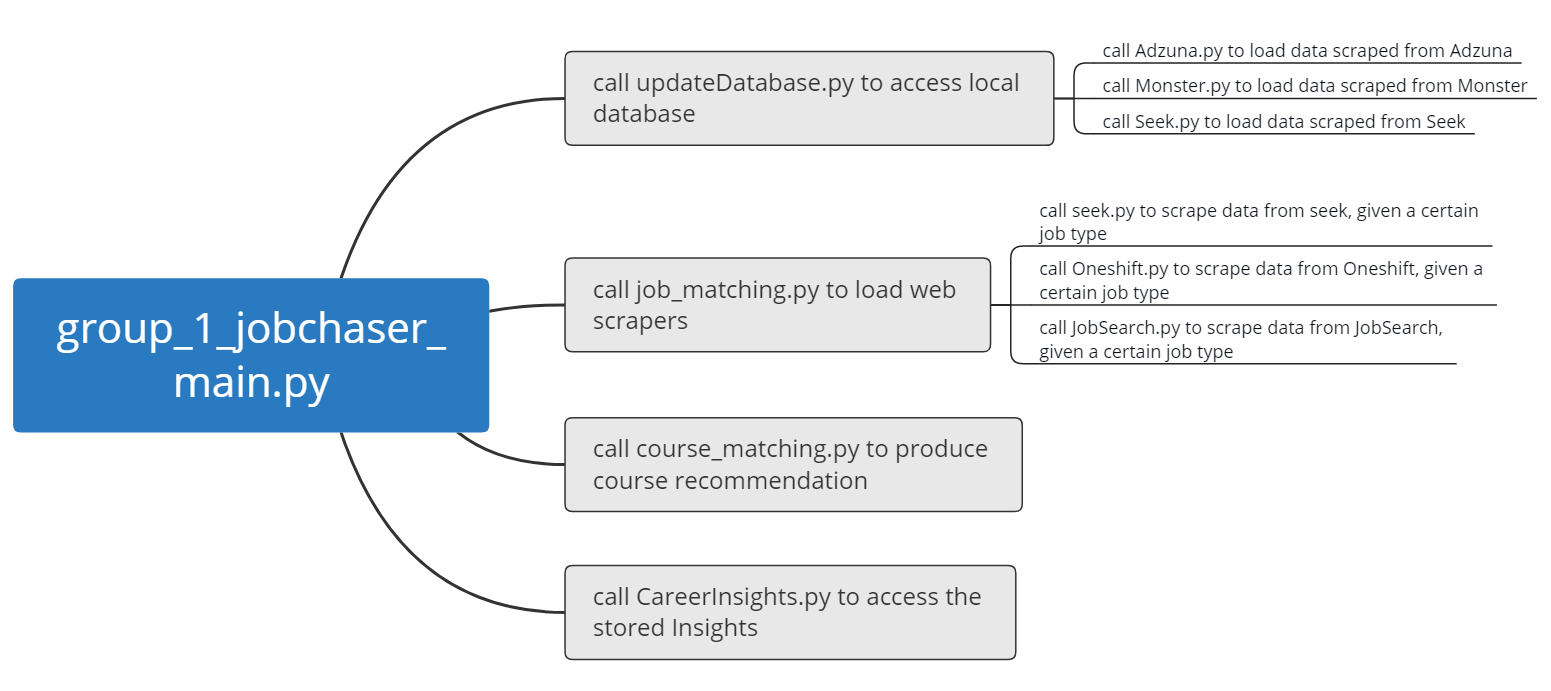 call Adzuna.py to load data scraped from Adzuna
call updateDatabase.py to access local
database
call Monster.py to load data scraped from Monster
call Seek.py to load data scraped from Seek
call seek.py to scrape data from seek, given a certain
job type
call job_matching.py to load web
scrapers
call Oneshift.py to scrape data from Oneshift, given a
certain job type
call JobSearch.py to scrape data from JobSearch,
given a certain job type
group_1_jobchaser_
main.py
call course_matching.py to produce
course recommendation
call CareerInsights.py to access the
stored Insights